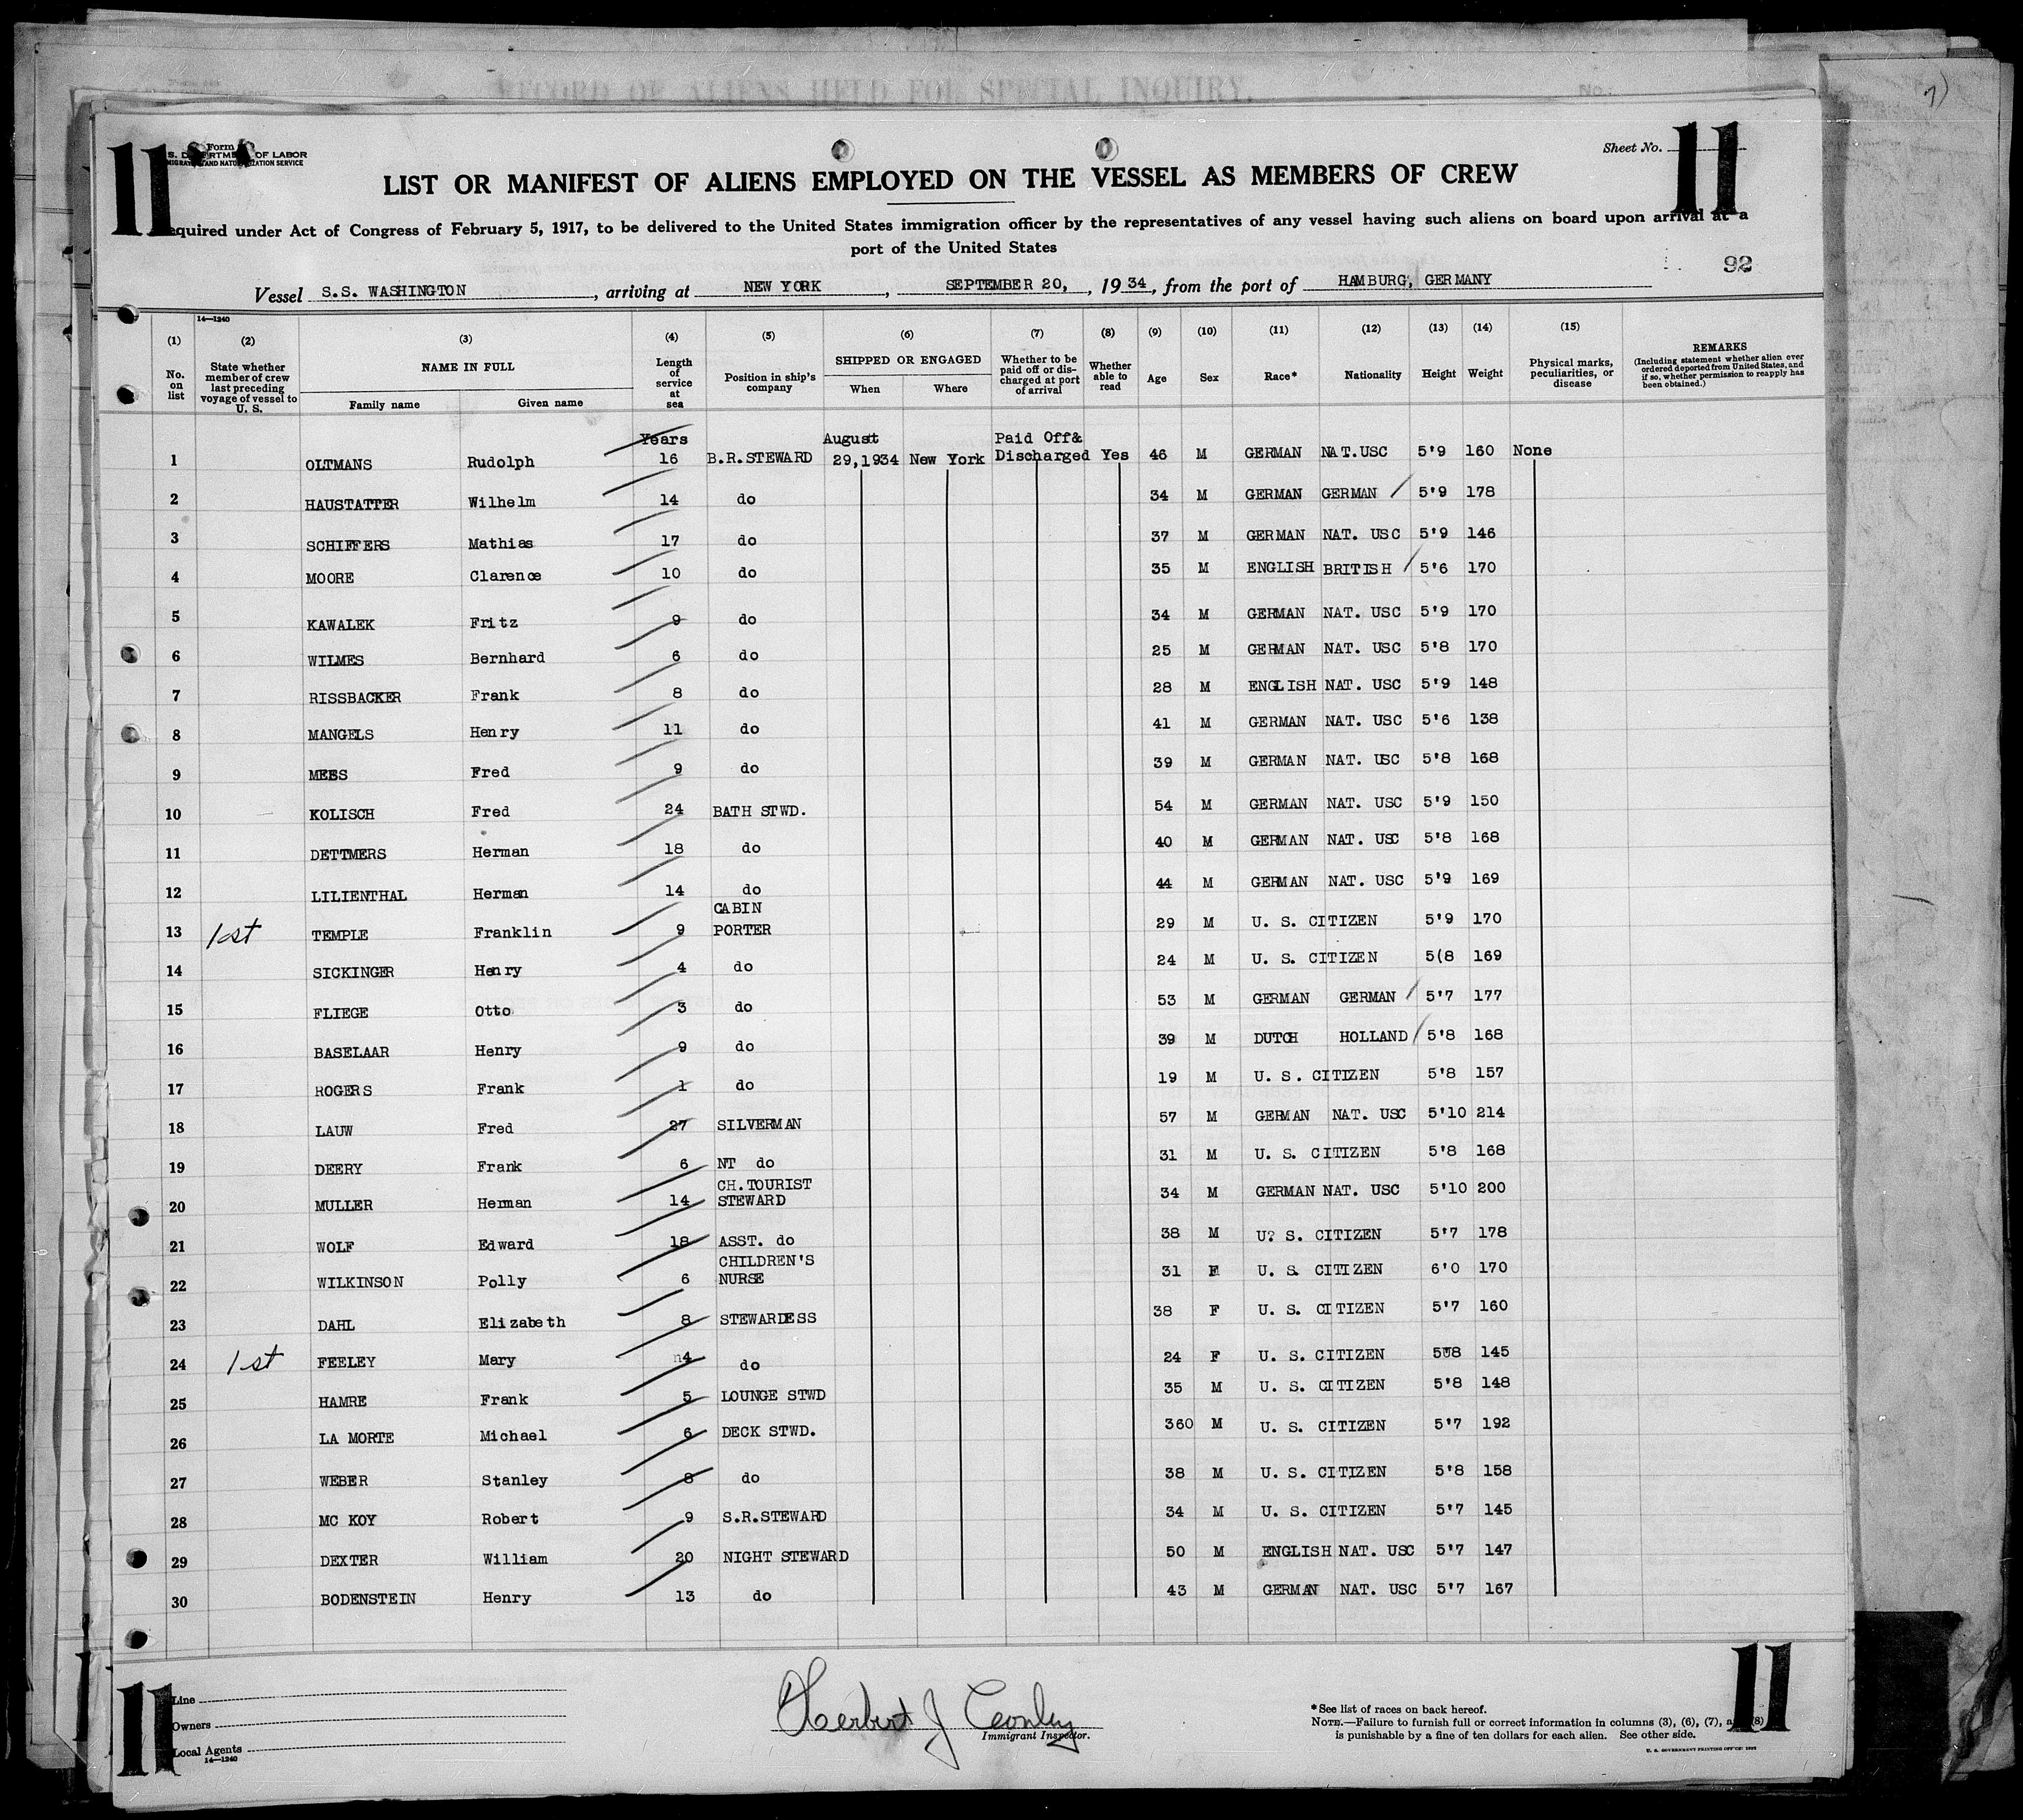 RECORD OF ALIENS HELD FOR SPECIAL INQUIRY.
No.
7)
11
11
Form
S. DEPARTMENT OF LABOR
MIGRATION AND NATURALIZATION SERVICE
Sheet No.
LIST OR MANIFEST OF ALIENS EMPLOYED ON THE VESSEL AS MEMBERS OF CREW
equired under Act of Congress of February 5, 1917, to be delivered to the United States immigration officer by the representatives of any vessel having such aliens on board upon arrival at a
port of the United States
92
Vessel S.S. WASHINGTON, arriving at NEW YORK, SEPTEMBER 20,, 1934, from the port of HAMBURG, GERMANY
14—1240
(1) (2) (3) (4) (5) (6) (7) (8) (9) (10) (11) (12) (13) (14) (15)
No. on list
State whether member of crew last preceding voyage of vessel to U. S.
NAME IN FULL
Family name Given name
Length of service at sea
Position in ship's company
SHIPPED OR ENGAGED
When Where
Whether to be paid off or discharged at port of arrival
Whether able to read
Age Sex Race* Nationality Height Weight
Physical marks, peculiarities, or disease
REMARKS
(Including statement whether alien ever ordered deported from United States, and if so, whether permission to reapply has been obtained.)
Years August Paid Off&
1 OLTMANS Rudolph 16 B.R.STEWARD 29,1934 New York Discharged Yes 46 M GERMAN NAT.USC 5'9 160 None
2 HAUSTATTER Wilhelm 14 do 34 M GERMAN GERMAN / 5'9 178
3 SCHIFFERS Mathias 17 do 37 M GERMAN NAT. USC 5'9 146
4 MOORE Clarence 10 do 35 M ENGLISH BRITISH / 5'6 170
5 KAWALEK Fritz 9 do 34 M GERMAN NAT. USC 5'9 170
6 WILMES Bernhard 6 do 25 M GERMAN NAT. USC 5'8 170
7 RISSBACKER Frank 8 do 28 M ENGLISH NAT. USC 5'9 148
8 MANGELS Henry 11 do 41 M GERMAN NAT. USC 5'6 138
9 MESS Fred 9 do 39 M GERMAN NAT. USC 5'8 168
10 KOLISCH Fred 24 BATH STWD. 54 M GERMAN NAT. USC 5'9 150
11 DETTMERS Herman 18 do 40 M GERMAN NAT. USC 5'8 168
12 LILIENTHAL Herman 14 do 44 M GERMAN NAT. USC 5'9 169
CABIN
13 1st TEMPLE Franklin 9 PORTER 29 M U. S. CITIZEN 5'9 170
14 SICKINGER Henry 4 do 24 M U. S. CITIZEN 5(8 169
15 FLIEGE Otto 3 do 53 M GERMAN GERMAN / 5'7 177
16 BASELAAR Henry 9 do 39 M DUTCH HOLLAND / 5'8 168
17 ROGERS Frank 1 do 19 M U. S. CITIZEN 5'8 157
18 LAUW Fred 27 SILVERMAN 57 M GERMAN NAT. USC 5'10 214
19 DEERY Frank 6 NT do 31 M U. S. CITIZEN 5'8 168
CH.TOURIST
20 MULLER Herman 14 STEWARD 34 M GERMAN NAT. USC 5'10 200
21 WOLF Edward 18 ASST. do 38 M U? S. CITIZEN 5'7 178
CHILDREN'S
22 WILKINSON Polly 6 NURSE 31 F U. S. CITIZEN 6'0 170
23 DAHL Elizabeth 8 STEWARDESS 38 F U. S. CITIZEN 5'7 160
24 1st FEELEY Mary 4 do 24 F U. S. CITIZEN 5'8 145
25 HAMRE Frank 5 LOUNGE STWD 35 M U. S. CITIZEN 5'8 148
26 LA MORTE Michael 6 DECK STWD. 360 M U. S. CITIZEN 5'7 192
27 WEBER Stanley 8 do 38 M U. S. CITIZEN 5'8 158
28 MC KOY Robert 9 S.R.STEWARD 34 M U. S. CITIZEN 5'7 145
29 DEXTER William 20 NIGHT STEWARD 50 M ENGLISH NAT. USC 5'7 147
30 BODENSTEIN Henry 13 do 43 M GERMAN NAT. USC 5'7 167
11
11
Line
Owners
Local Agents
14—1240
Herbert J Conley
Immigrant Inspector.
*See list of races on back hereof.
NOTE.—Failure to furnish full or correct information in columns (3), (6), (7), a (8)
is punishable by a fine of ten dollars for each alien. See other side.
U. S. GOVERNMENT PRINTING OFFICE: